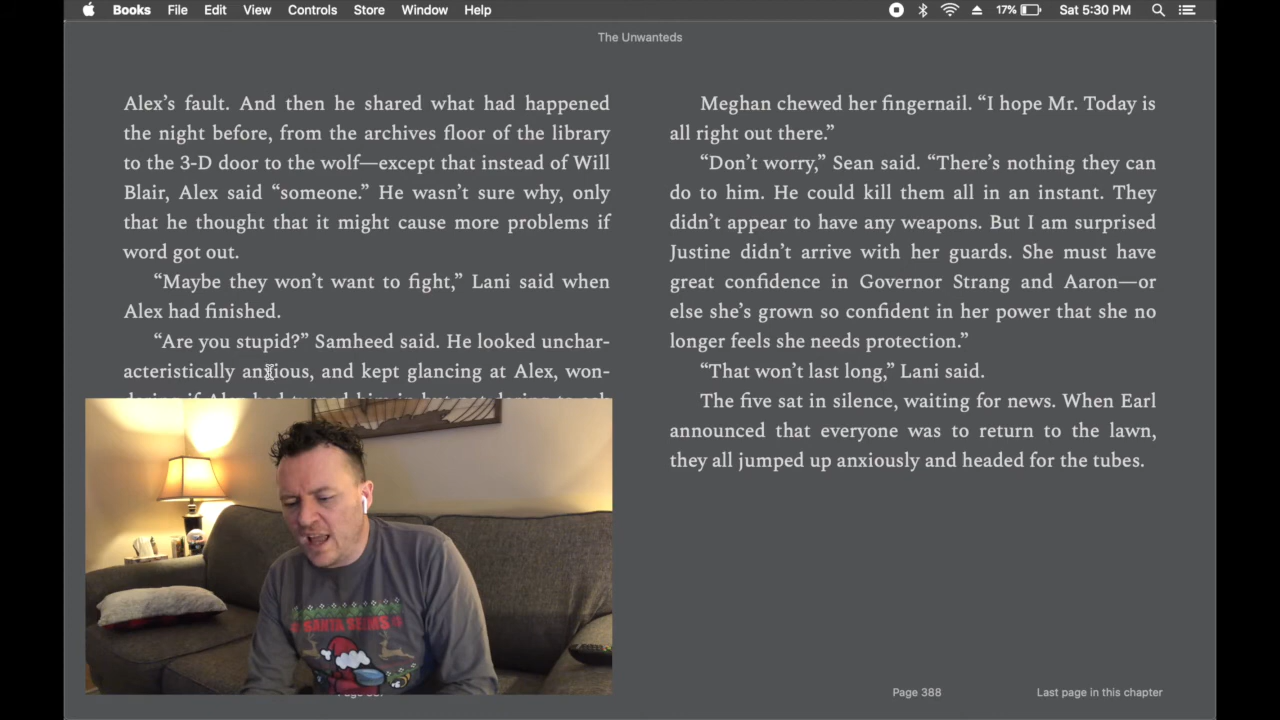 Books File Edit View Controls Store Window Help 17% Sat 5:30 PM
The Unwanteds
Alex’s fault. And then he shared what had happened
the night before, from the archives floor of the library
to the 3-D door to the wolf—except that instead of Will
Blair, Alex said “someone.” He wasn’t sure why, only
that he thought that it might cause more problems if
word got out.
“Maybe they won’t want to fight,” Lani said when
Alex had finished.
“Are you stupid?” Samheed said. He looked unchar-
acteristically anxious, and kept glancing at Alex, won-
SANTA SEEMS
Meghan chewed her fingernail. “I hope Mr. Today is
all right out there.”
“Don’t worry,” Sean said. “There’s nothing they can
do to him. He could kill them all in an instant. They
didn’t appear to have any weapons. But I am surprised
Justine didn’t arrive with her guards. She must have
great confidence in Governor Strang and Aaron—or
else she’s grown so confident in her power that she no
longer feels she needs protection.”
“That won’t last long,” Lani said.
The five sat in silence, waiting for news. When Earl
announced that everyone was to return to the lawn,
they all jumped up anxiously and headed for the tubes.
Page 388
Last page in this chapter